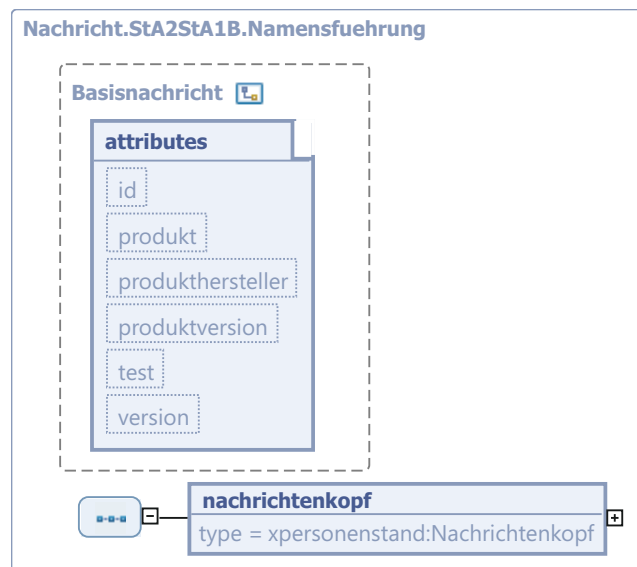 Nachricht.StA2StA1B.Namensfuehrung
Basisnachricht
attributes
id
produkt
produkthersteller
produktversion
test
version
nachrichtenkopf
type = xpersonenstand:Nachrichtenkopf